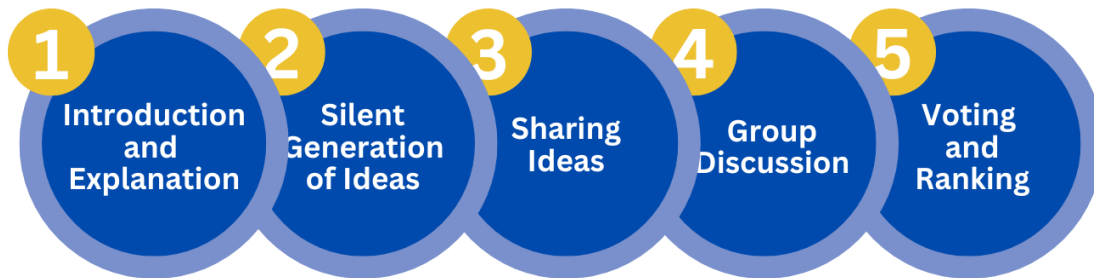 1
Introduction
and
Explanation
2
Silent
Generation
of Ideas
3
Sharing
Ideas
4
Group
Discussion
5
Voting
and
Ranking